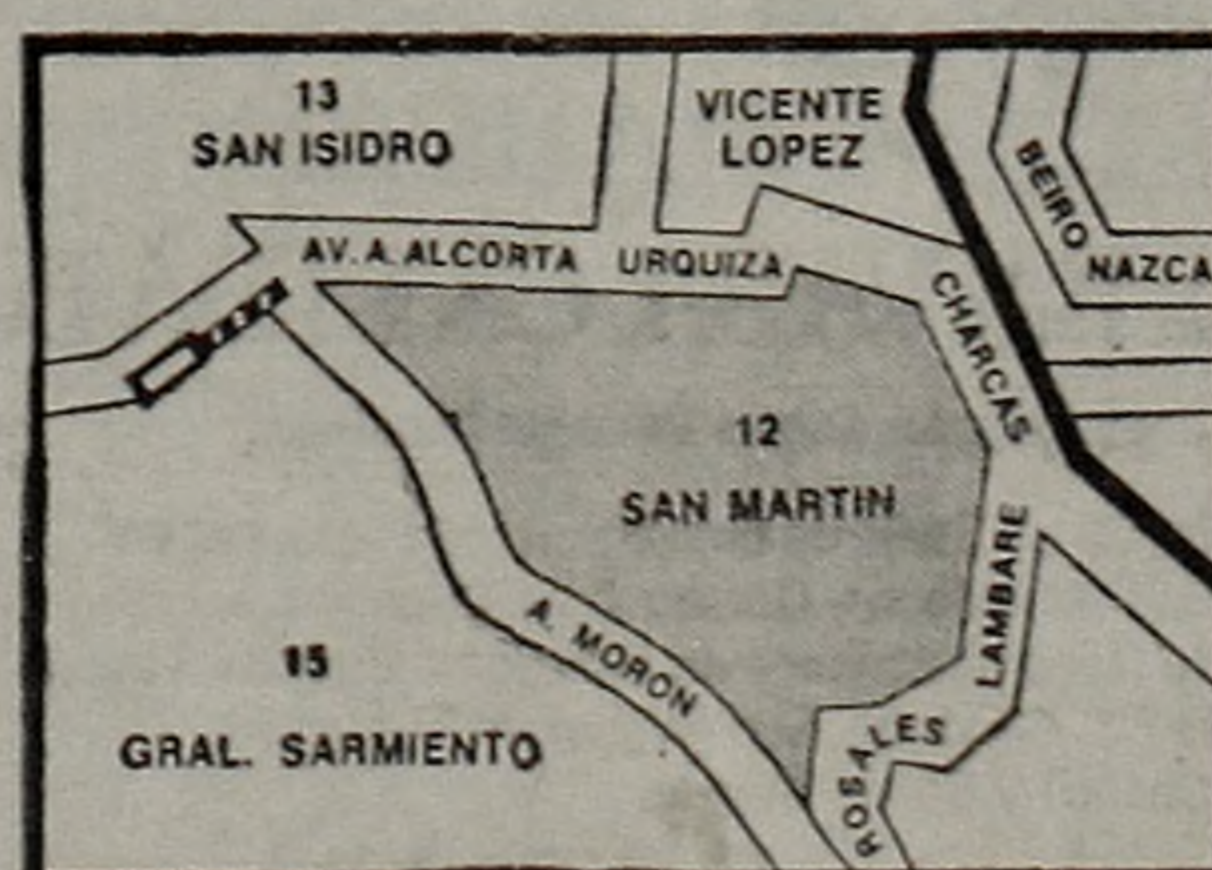 13
SAN ISIDRO
VICENTE
LOPEZ
BEIRO
NAZCA
AV. A. ALCORTA
URQUIZA
CHARCAS
12
SAN MARTIN
LAMBARE
A. MORON
15
GRAL. SARMIENTO
ROSALES